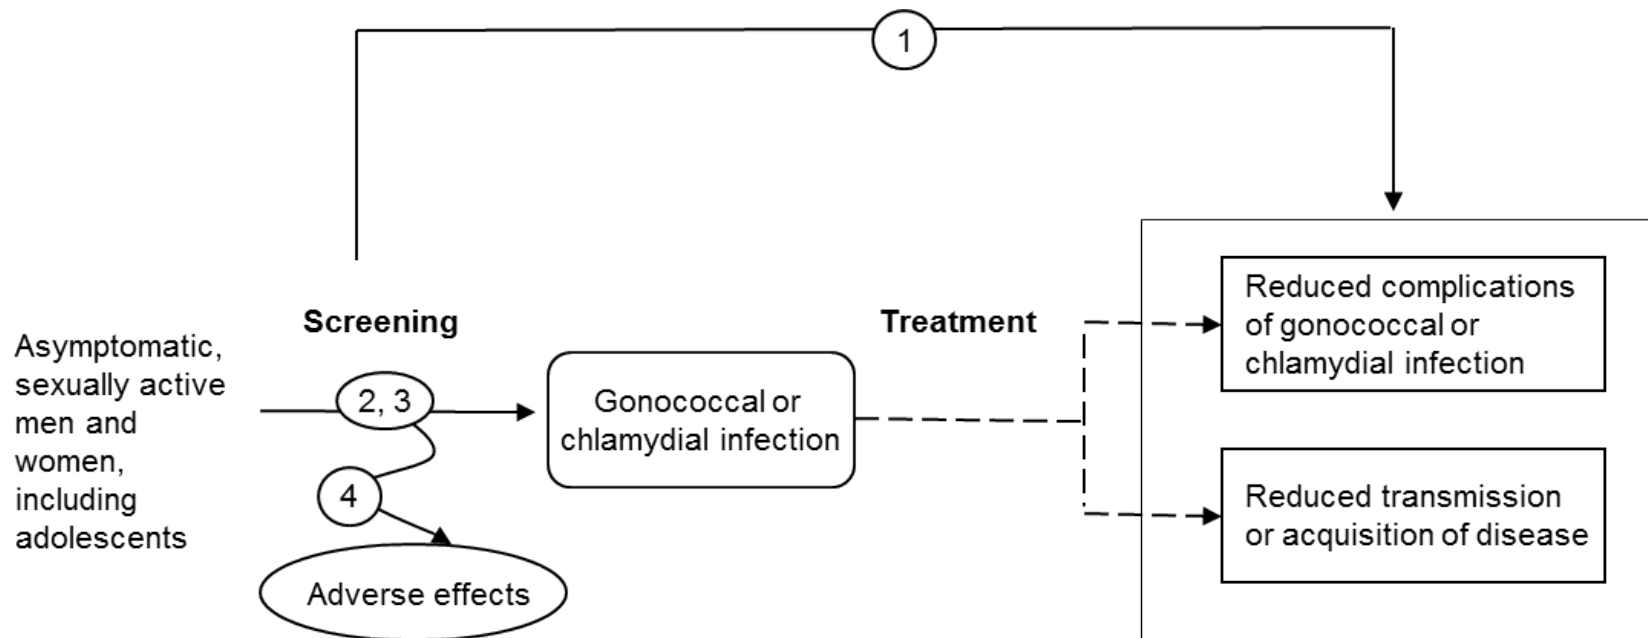 1
Screening
Treatment
Asymptomatic,
sexually active
men and
women,
including
adolescents
2, 3
4
Adverse effects
Gonococcal or
chlamydial infection
Reduced complications
of gonococcal or
chlamydial infection
Reduced transmission
or acquisition of disease